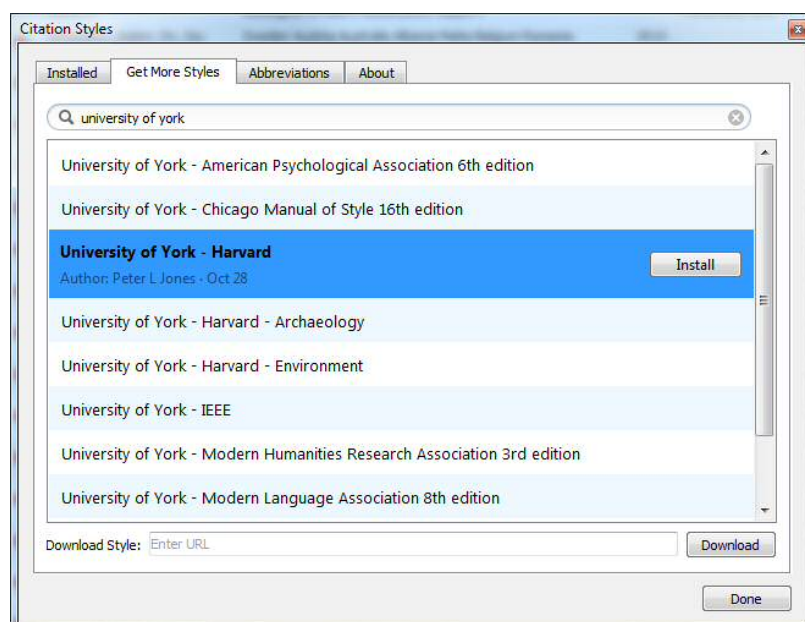 Citation Styles
Installed
Get More Styles
Abbreviations
About
university of york
University of York - American Psychological Association 6th edition
University of York - Chicago Manual of Style 16th edition
University of York - Harvard
Install
Author: Peter L Jones - Oct 28
University of York - Harvard - Archaeology
University of York - Harvard - Environment
University of York - IEEE
University of York - Modern Humanities Research Association 3rd edition
University of York - Modern Language Association 8th edition
Download Style:
Enter URL
Download
Done